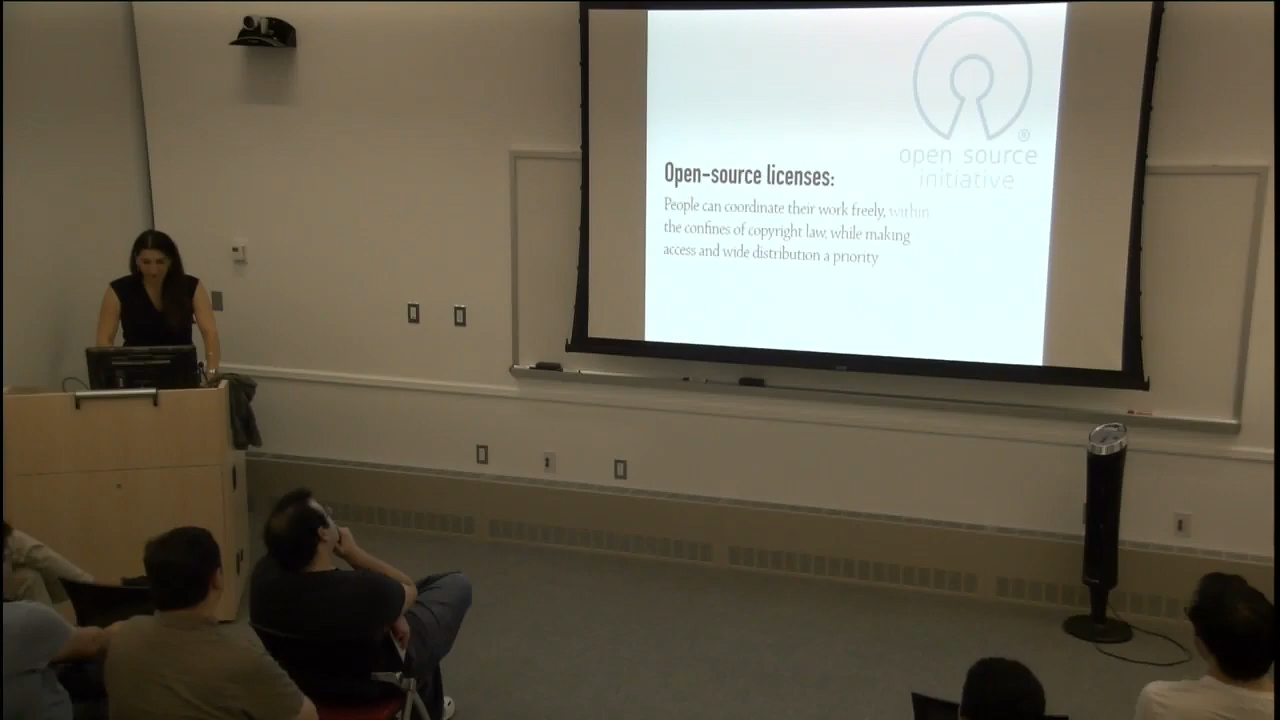 open source
initiative
®
Open-source licenses:
People can coordinate their work freely, within
the confines of copyright law, while making
access and wide distribution a priority